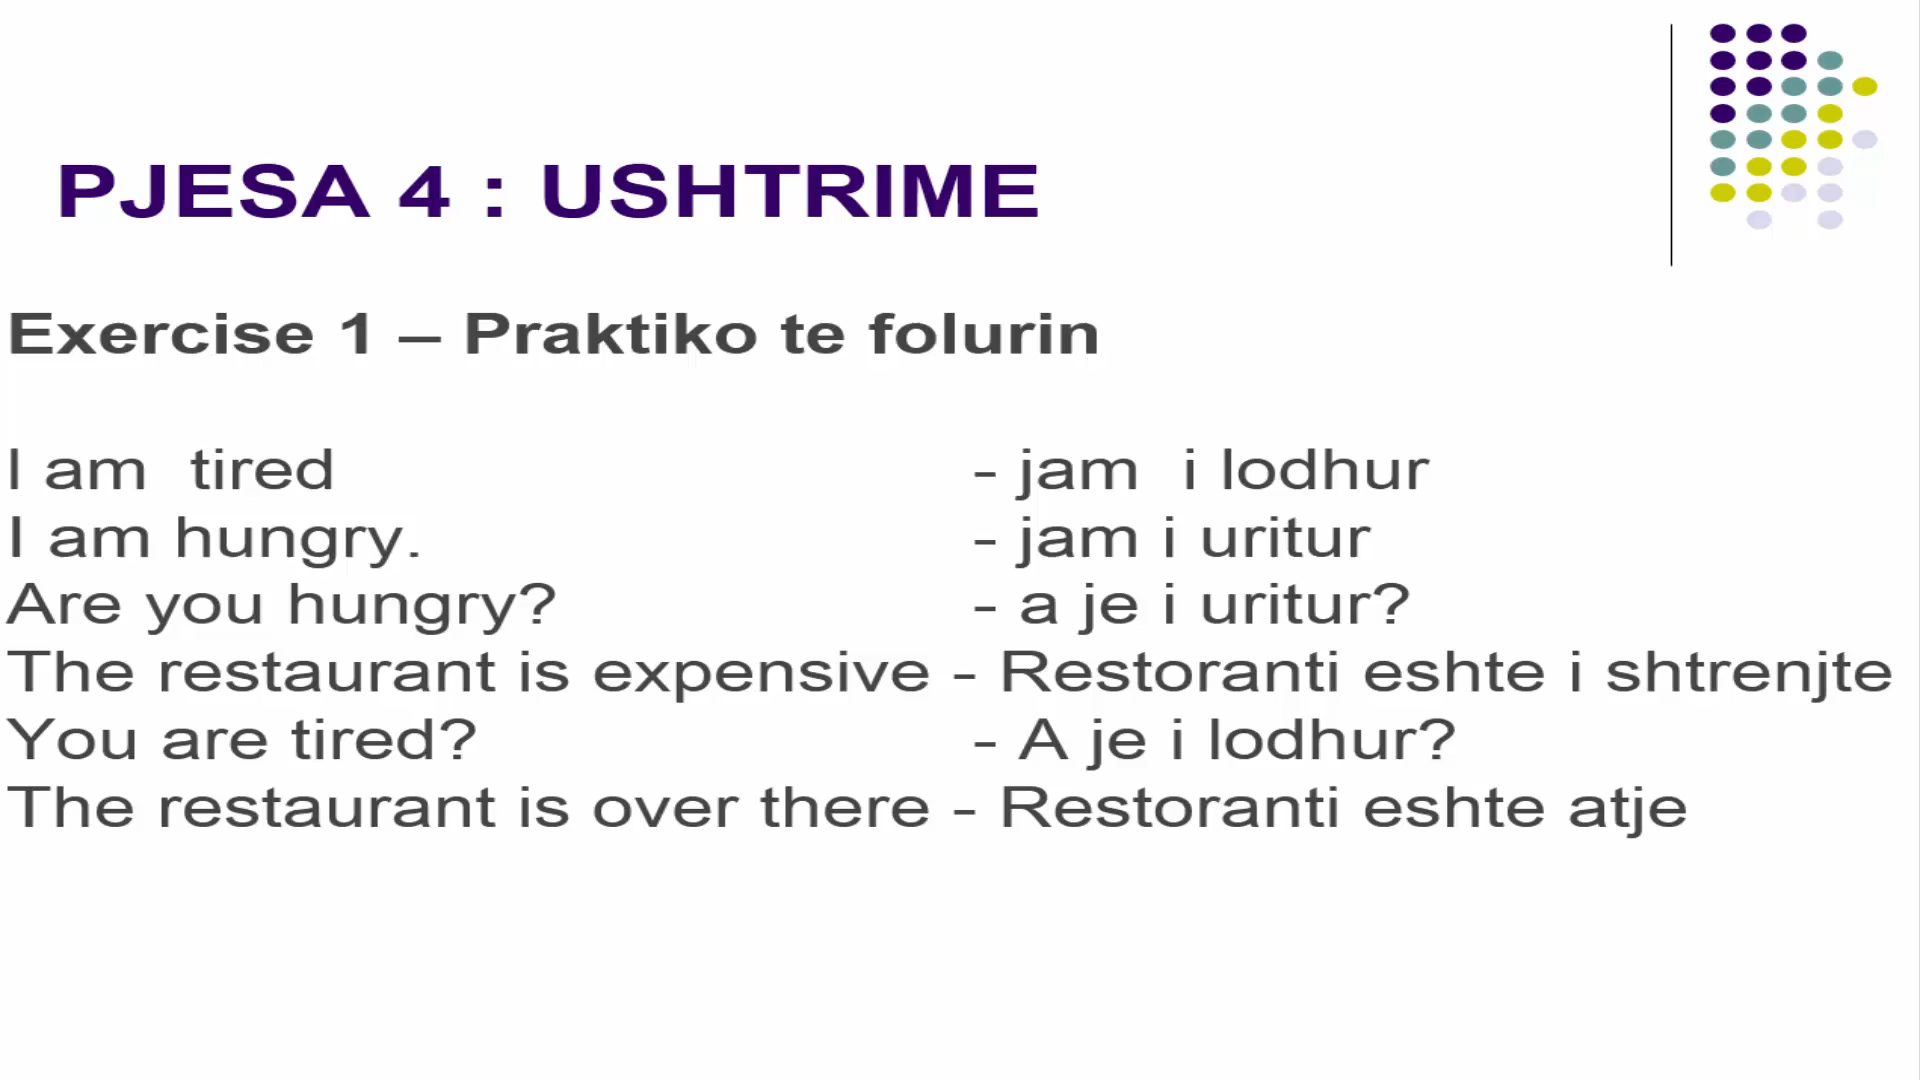 PJESA 4 : USHTRIME
Exercise 1 – Praktiko te folurin
I am tired - jam i lodhur
I am hungry. - jam i uritur
Are you hungry? - a je i uritur?
The restaurant is expensive - Restoranti eshte i shtrenjte
You are tired? - A je i lodhur?
The restaurant is over there - Restoranti eshte atje